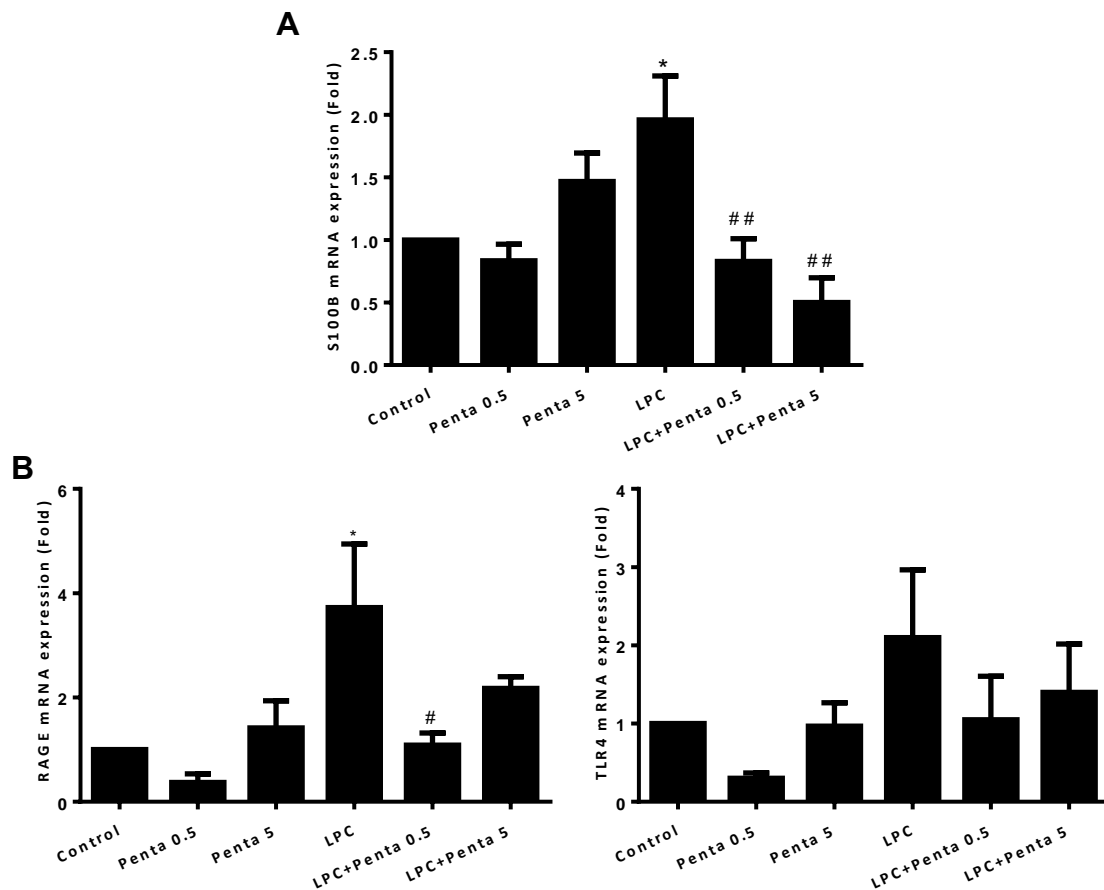 A
S100B mRNA expression (Fold)
2.5
2.0
1.5
1.0
0.5
0.0
*
##
##
Control
Penta 0.5
Penta 5
LPC
LPC+Penta 0.5
LPC+Penta 5
B
RAGE mRNA expression (Fold)
6
4
2
0
*
#
Control
Penta 0.5
Penta 5
LPC
LPC+Penta 0.5
LPC+Penta 5
TLR4 mRNA expression (Fold)
4
3
2
1
0
Control
Penta 0.5
Penta 5
LPC
LPC+Penta 0.5
LPC+Penta 5